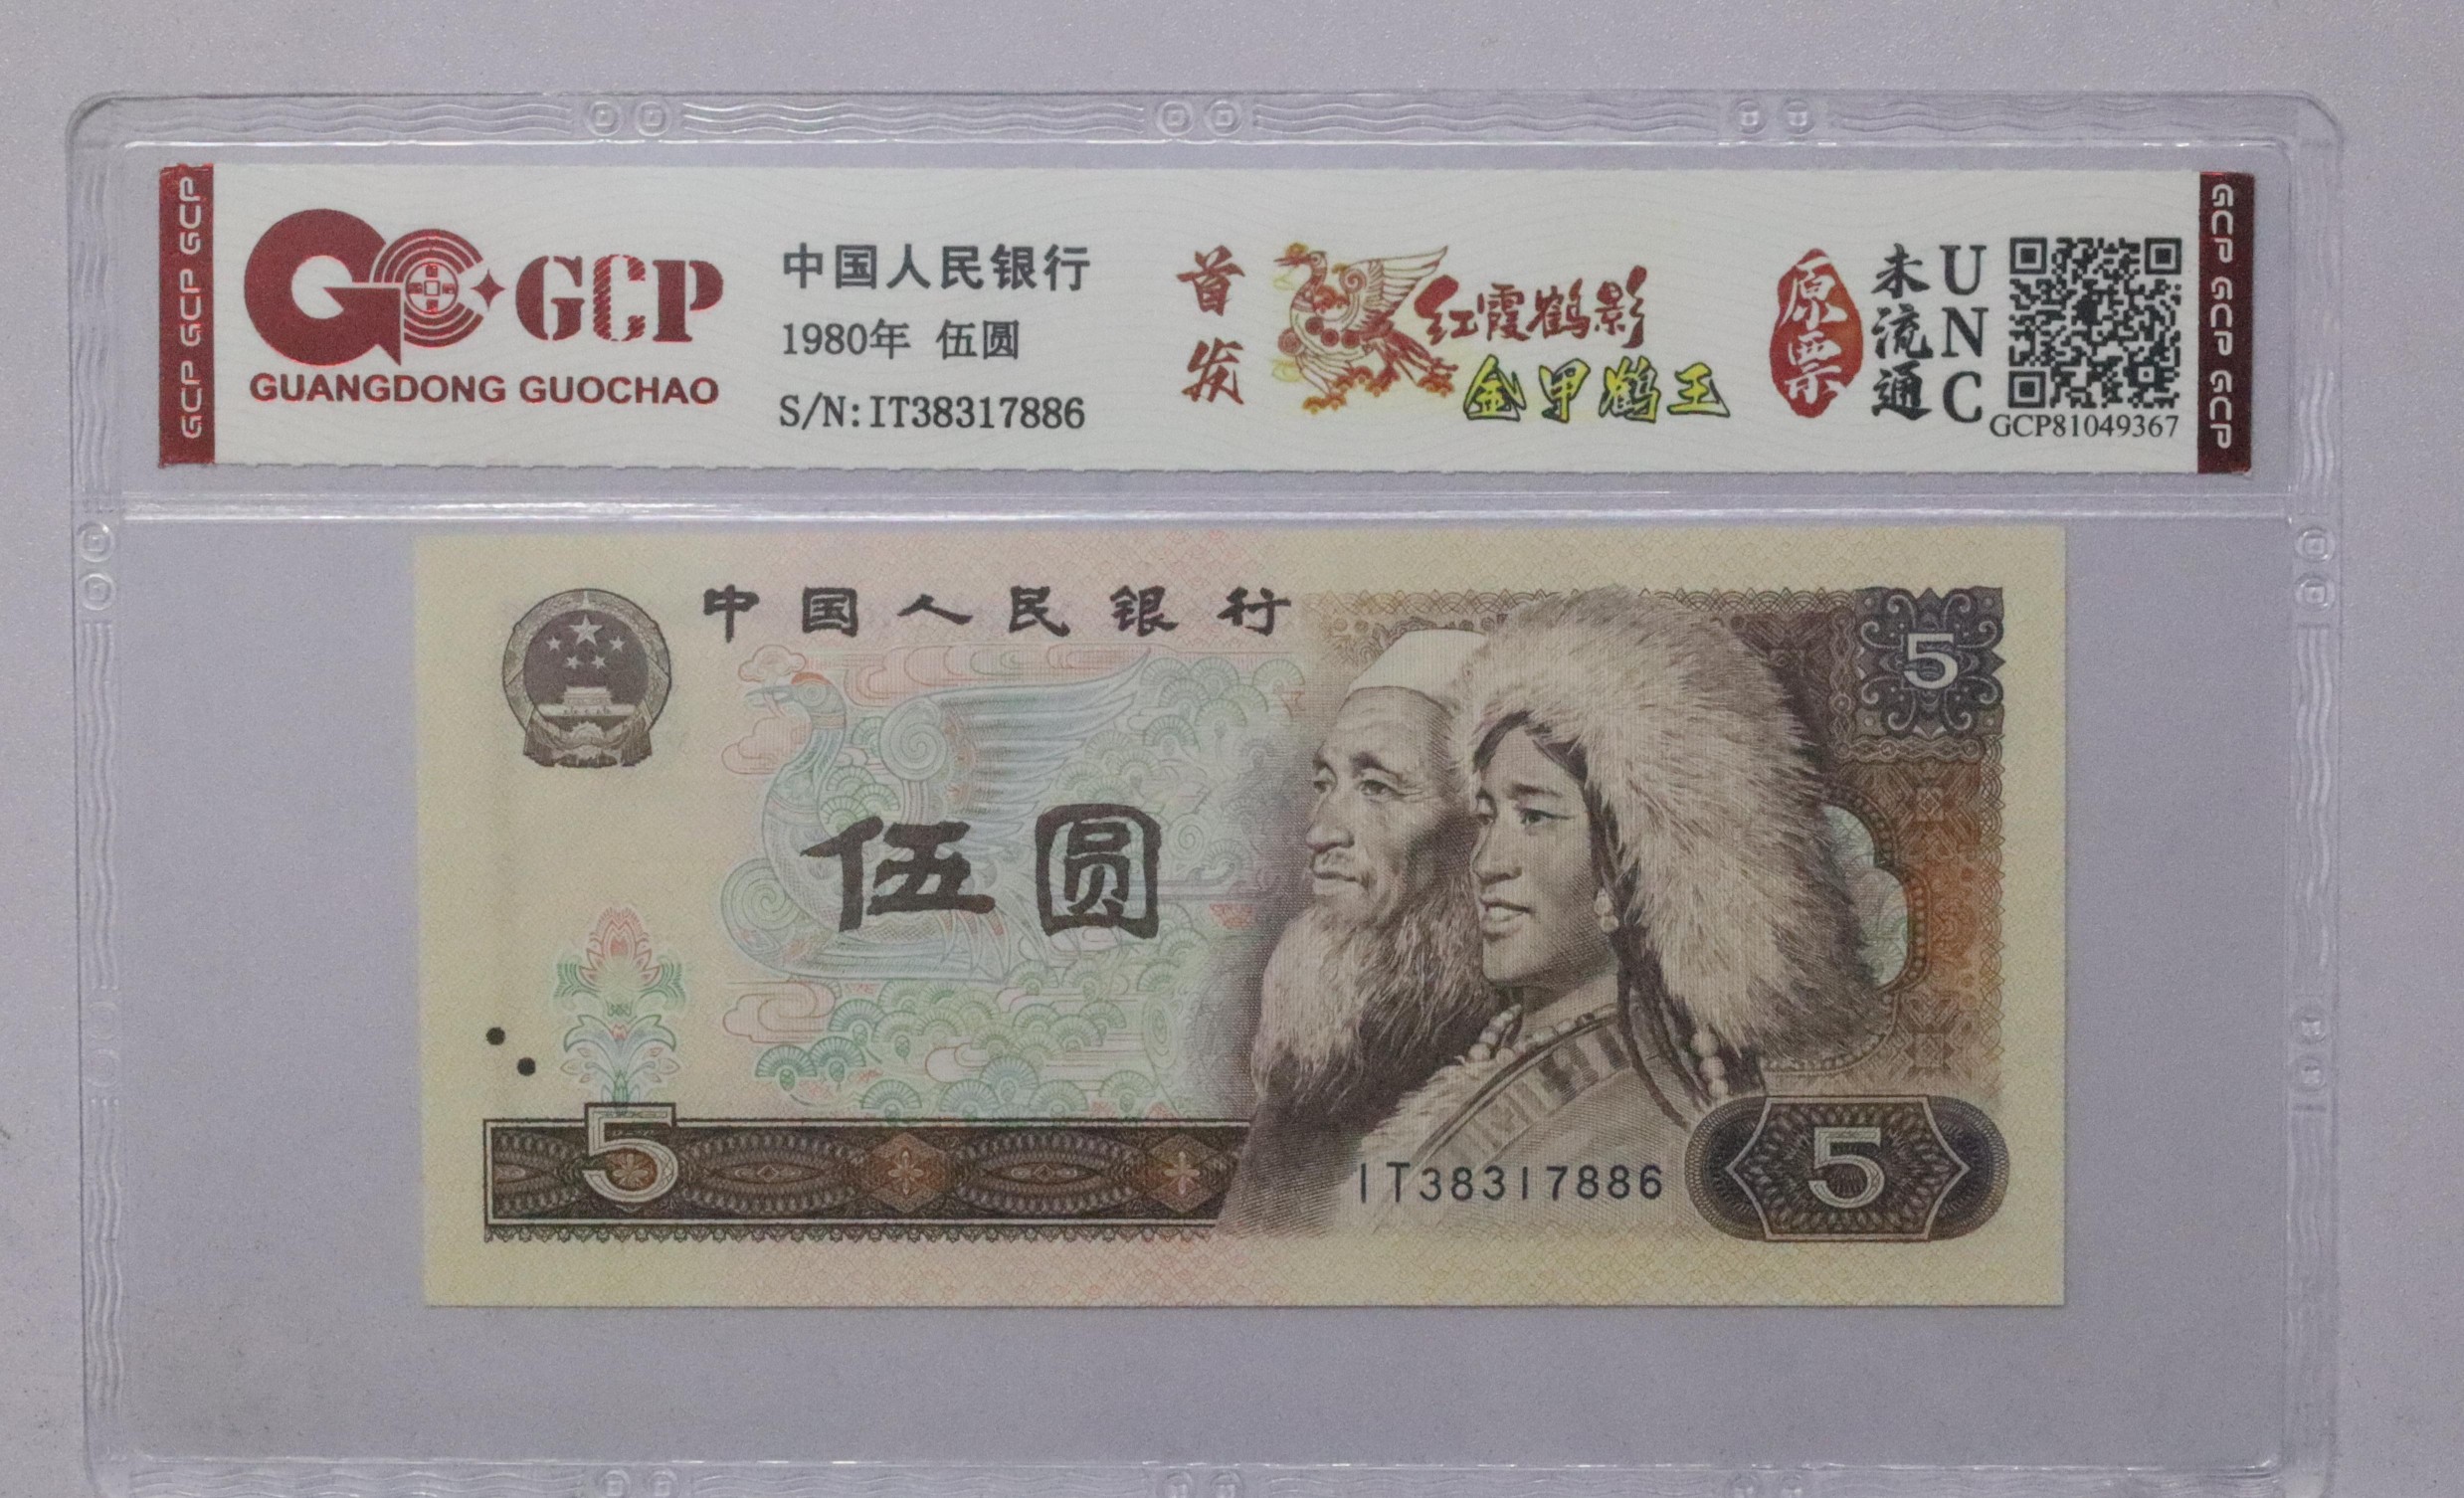 GCP GCP GCP
GCP
GUANGDONG GUOCHAO
中国人民银行
1980年 伍圆
S/N:IT38317886
首发
红霞鹤影
金甲鹤王
原票
未流通
UNC
GCP81049367
GCP GCP GCP
中国人民银行
5
伍圆
5
IT38317886
5